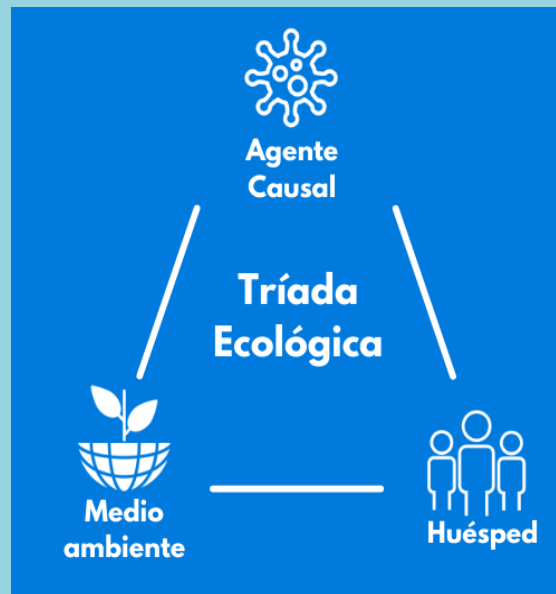 Agente
Causal
Tríada
Ecológica
Medio
ambiente
Huésped